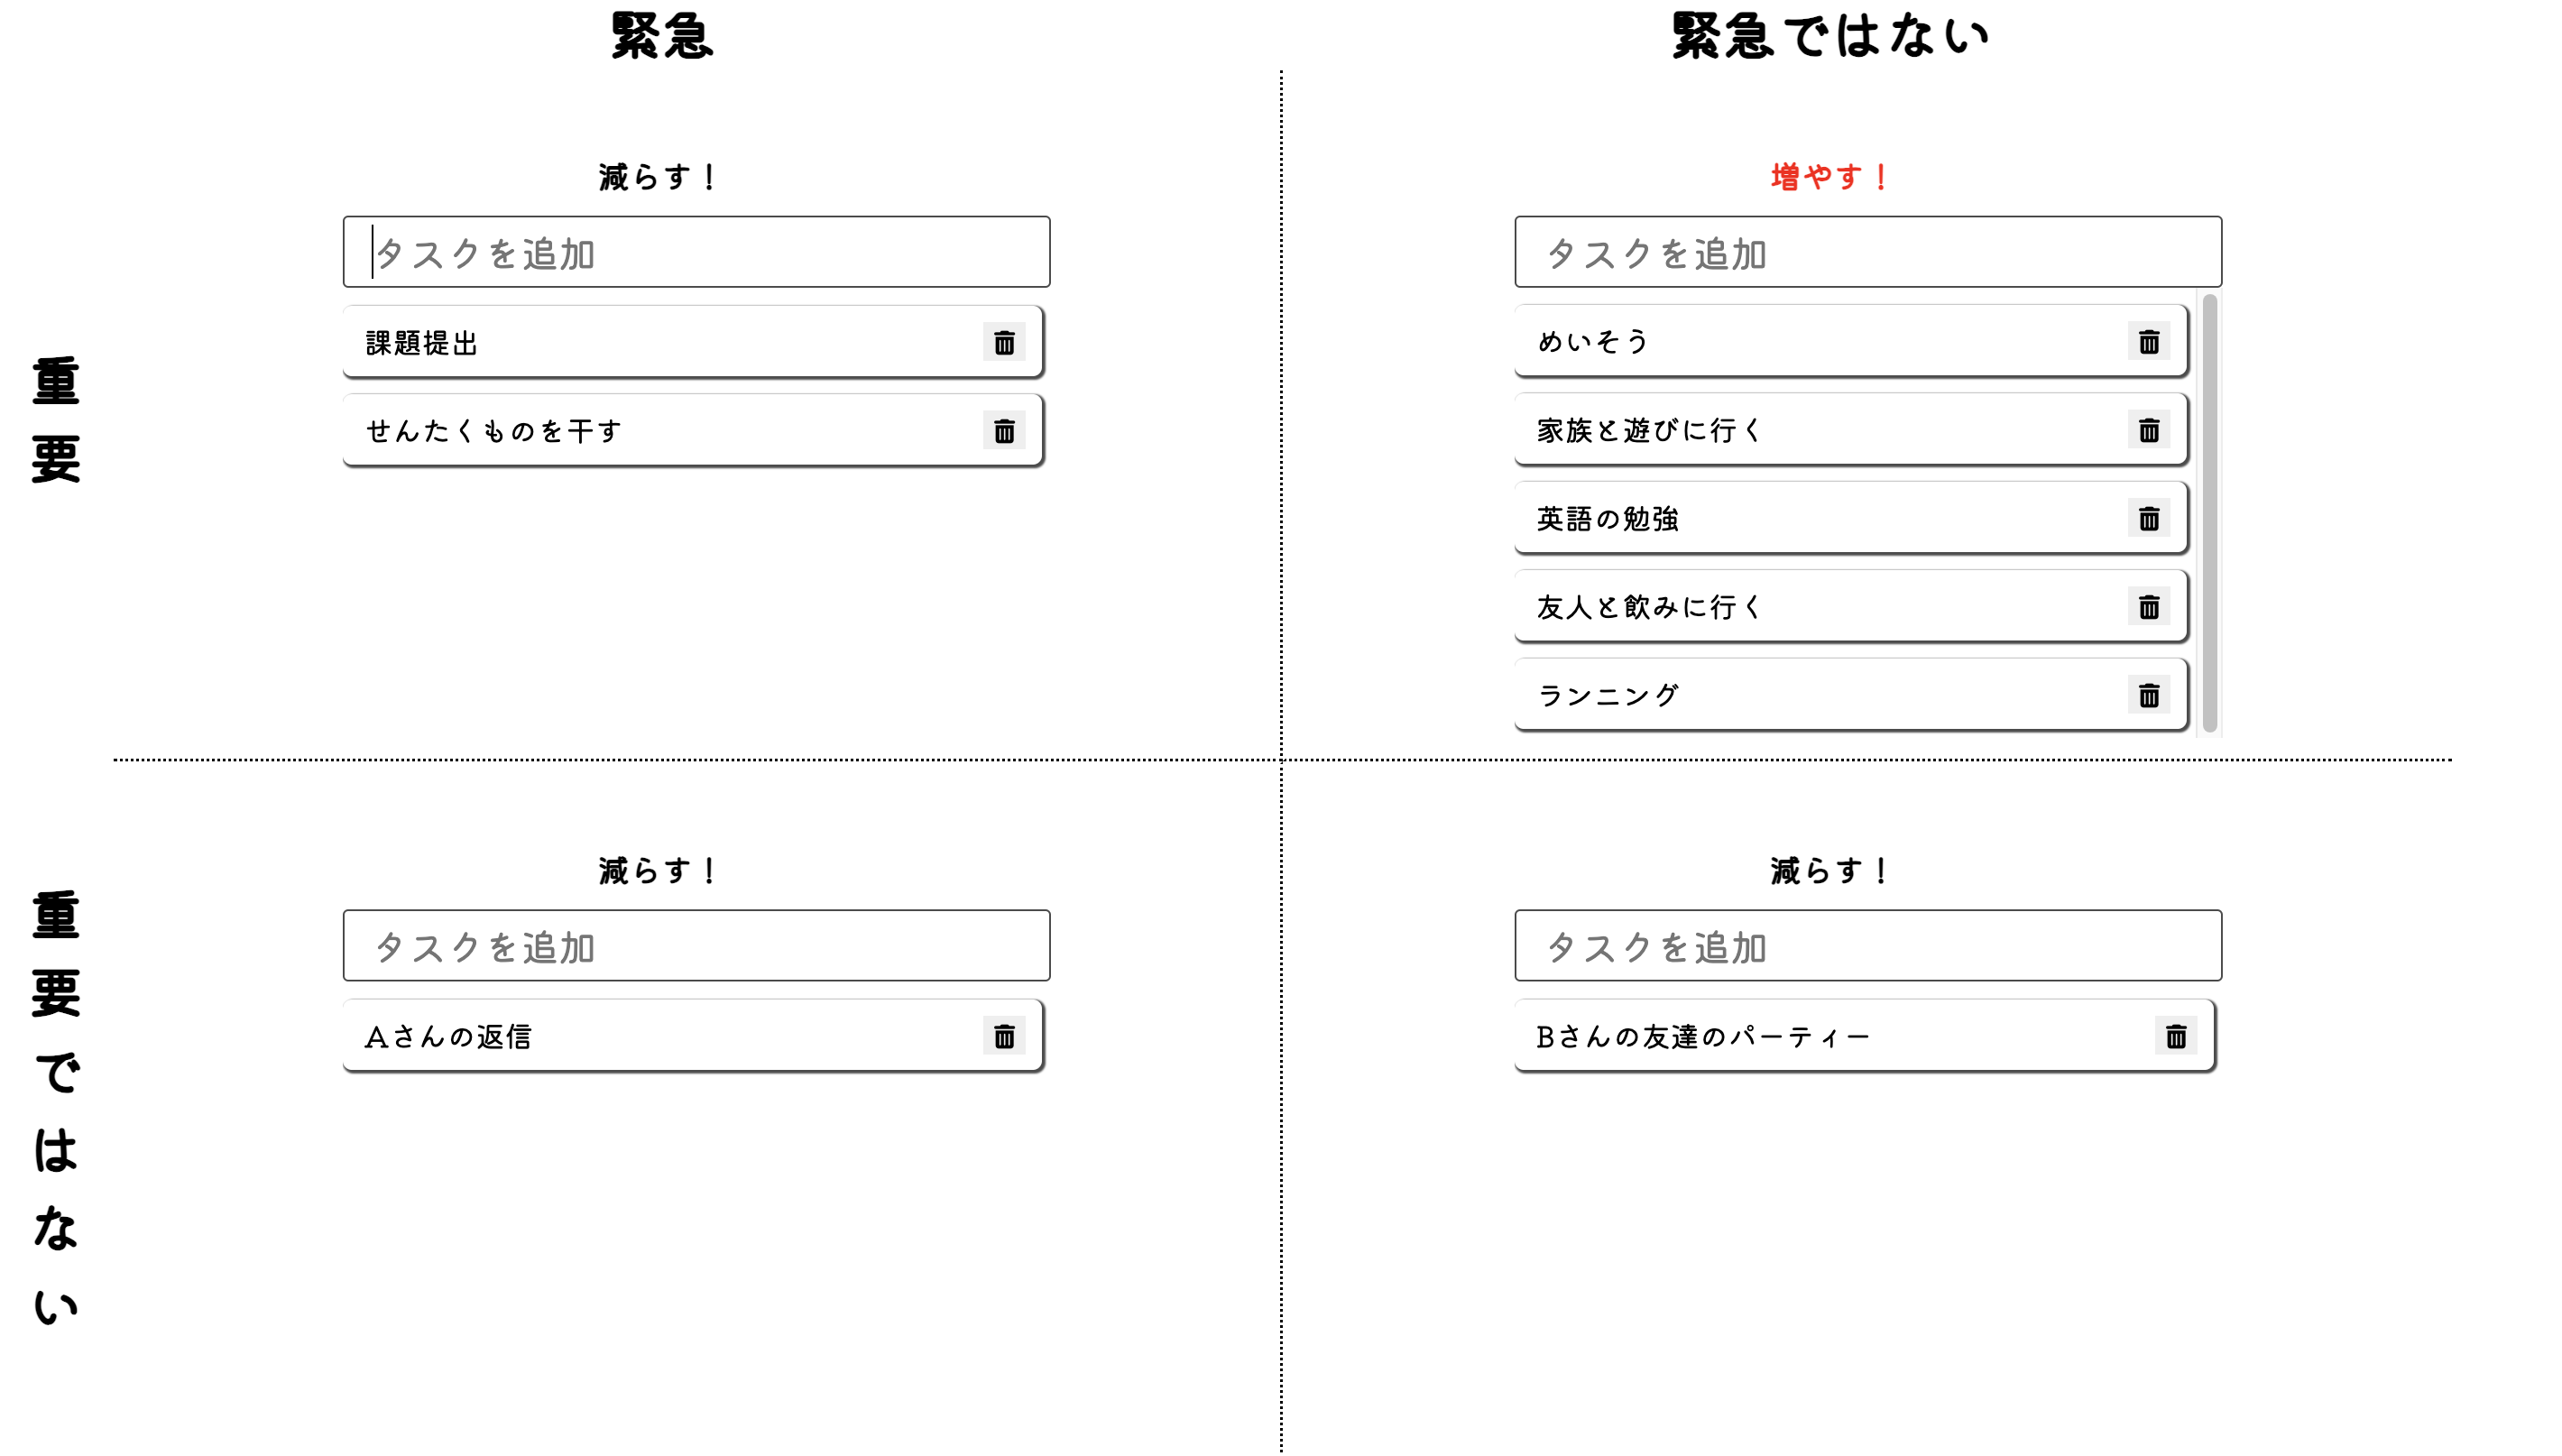 緊急
緊急ではない
重要
減らす！
タスクを追加
課題提出
せんたくものを干す
増やす！
タスクを追加
めいそう
家族と遊びに行く
英語の勉強
友人と飲みに行く
ランニング
重要ではない
減らす！
タスクを追加
Aさんの返信
減らす！
タスクを追加
Bさんの友達のパーティー